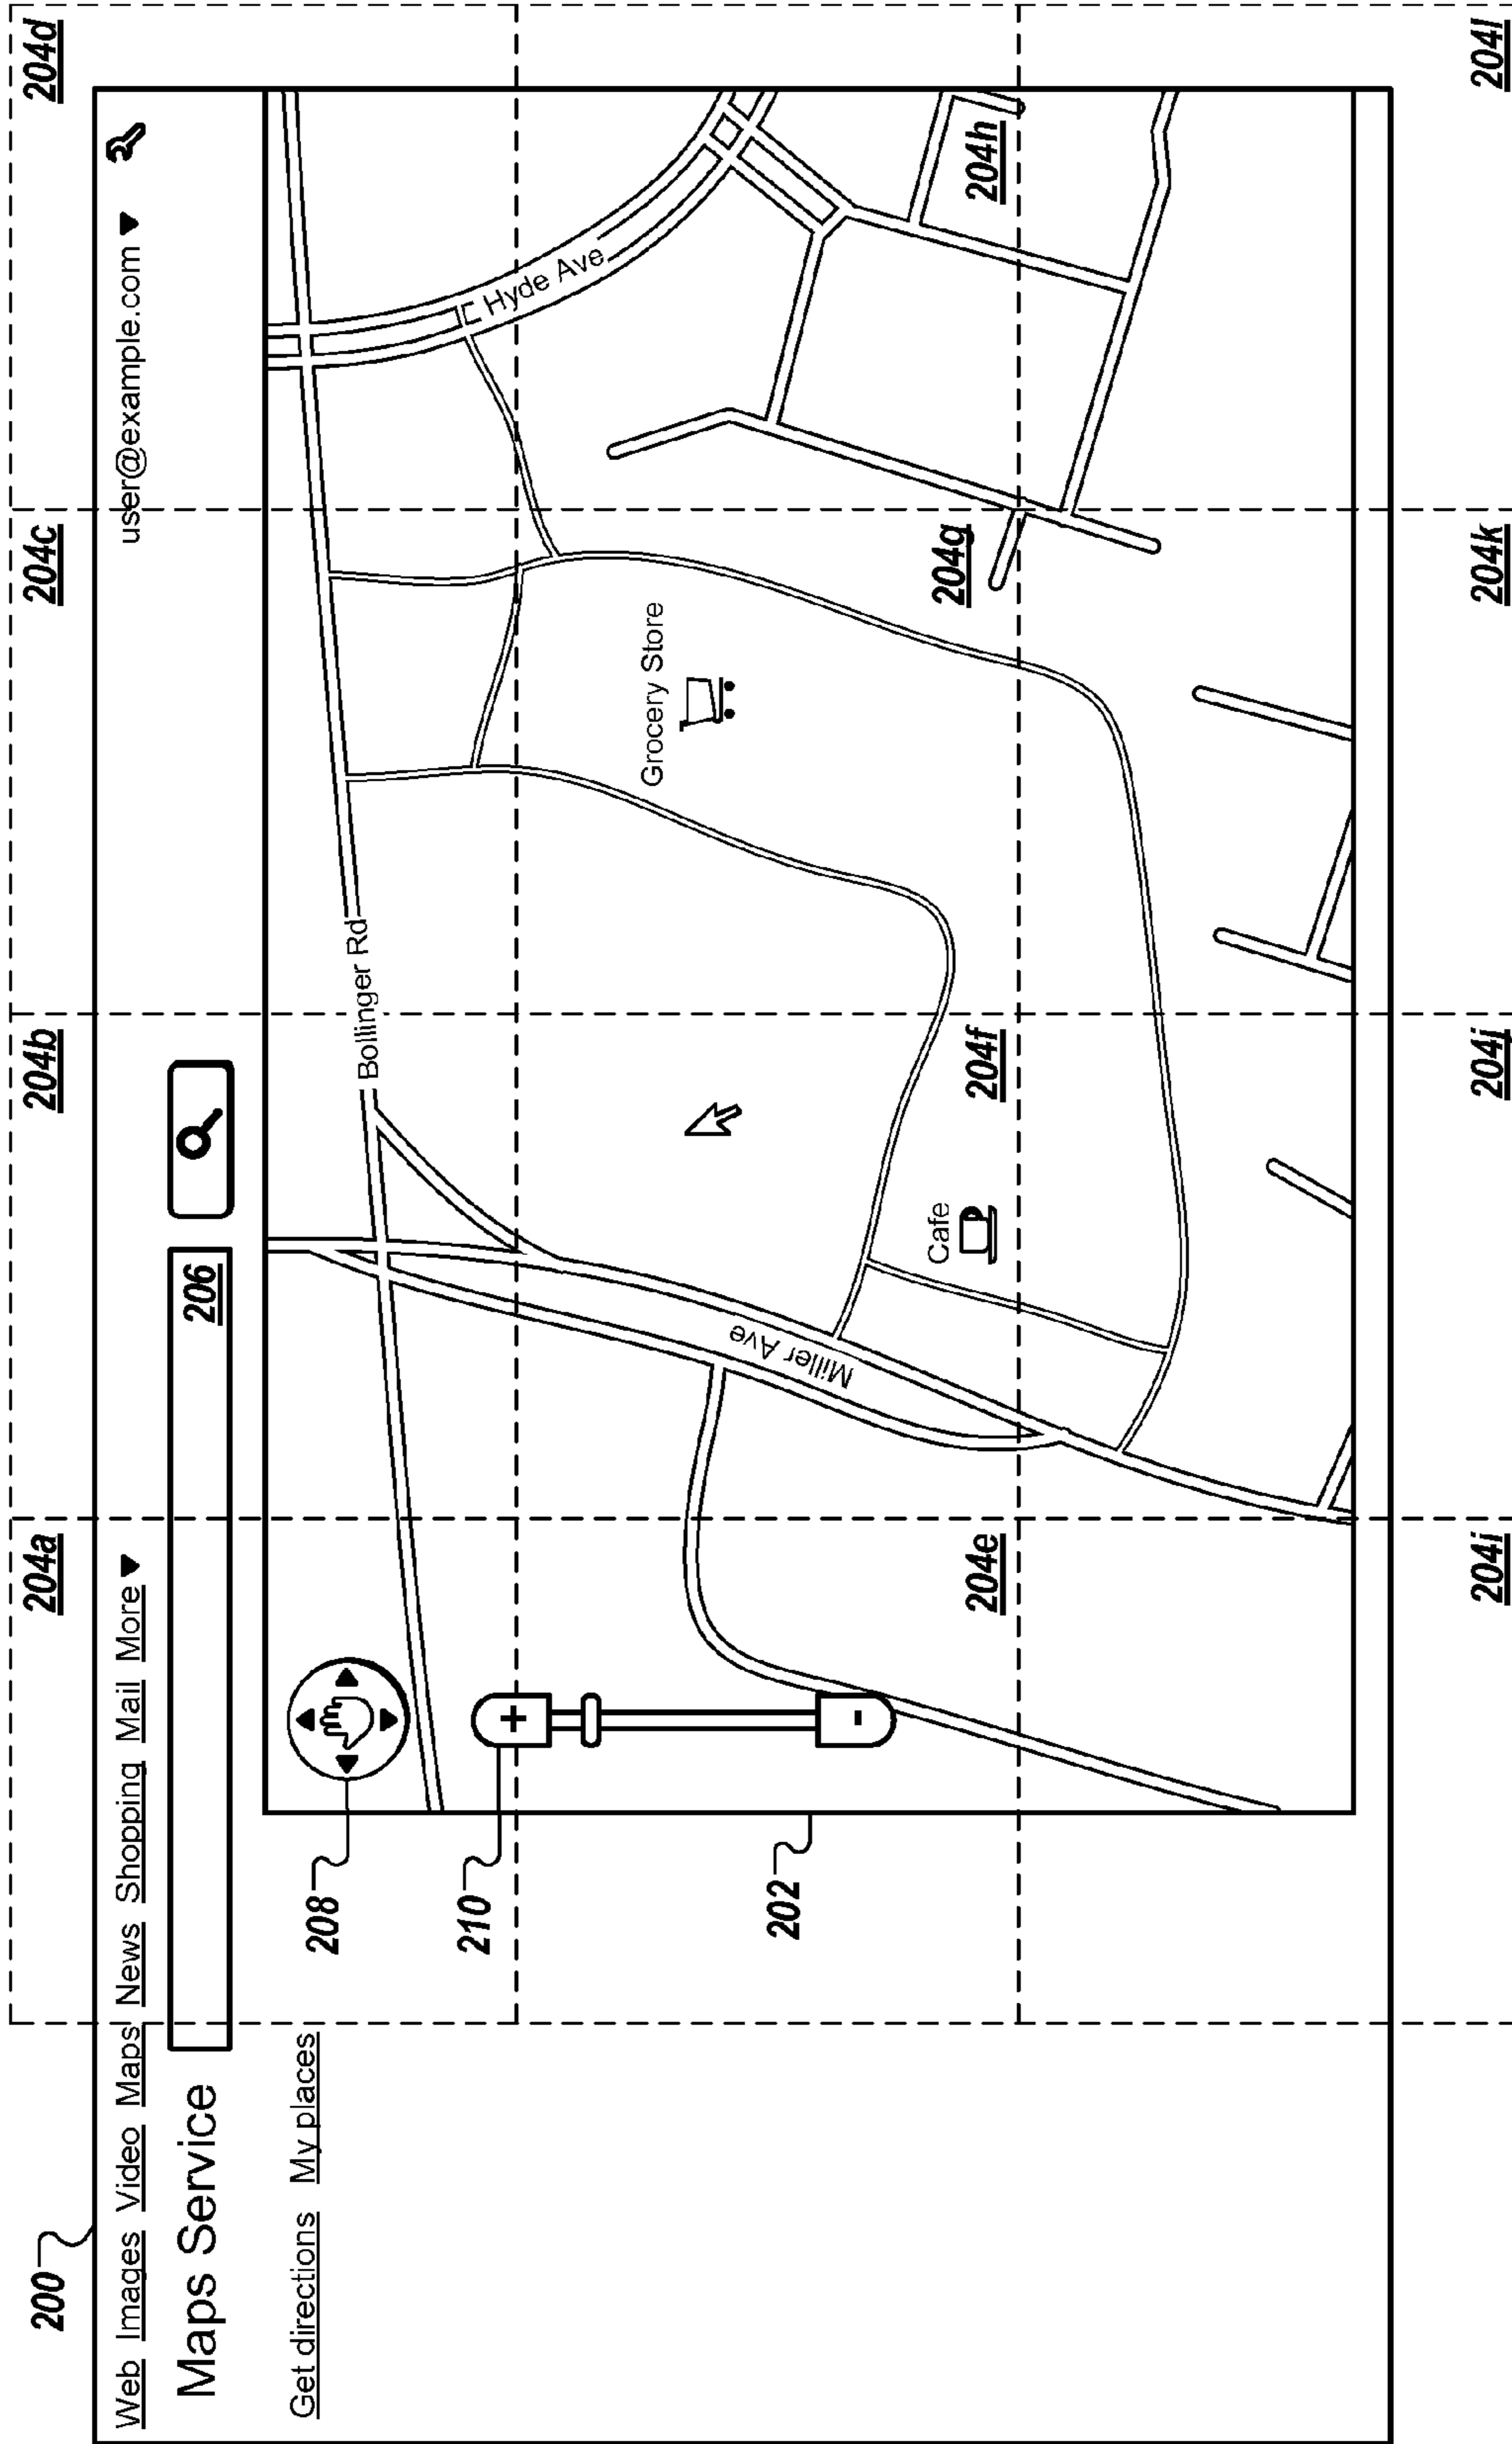 204a 204b 204c 204d
200
Web Images Video Maps News Shopping Mail More ▼ user@example.com ▼
Maps Service 206
Get directions My places
208
Bollinger Rd
210
+
Hyde Ave
Grocery Store
202
Miller Ave
-
Cafe
204e 204f 204g 204h
204i 204j 204k 204l